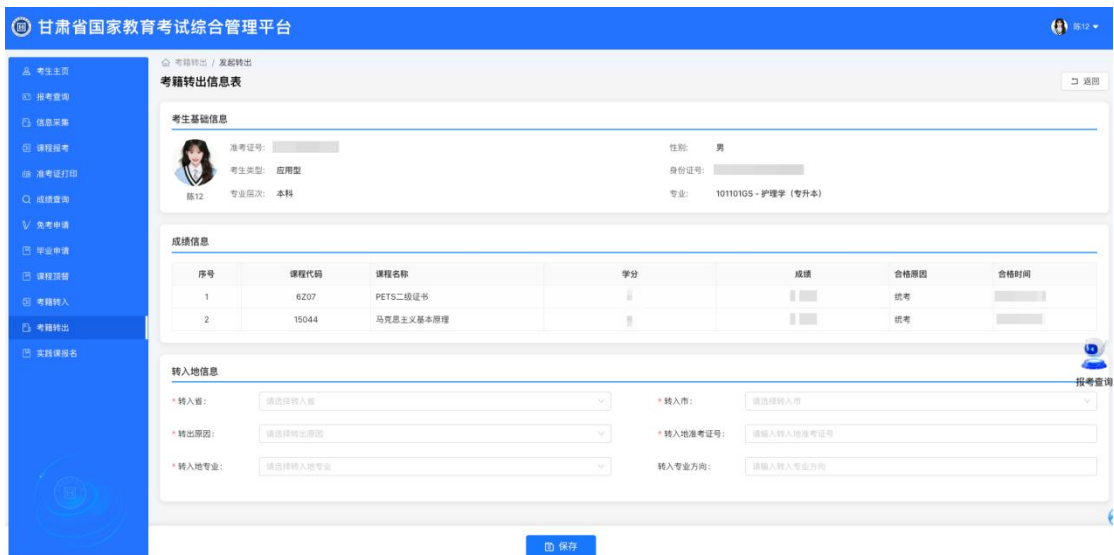 甘肃省国家教育考试综合管理平台
陈12
考生主页
报考查询
信息采集
课程报考
准考证打印
成绩查询
免考申请
毕业申请
课程顶替
考籍转入
考籍转出
实践课报名
考籍转出 / 发起转出
考籍转出信息表
返回
考生基础信息
准考证号:
性别: 男
考生类型: 应用型
身份证号:
陈12
专业层次: 本科
专业: 101101GS - 护理学（专升本）
成绩信息
序号 课程代码 课程名称 学分 成绩 合格原因 合格时间
1 6Z07 PETS二级证书 统考
2 15044 马克思主义基本原理 统考
报考查询
转入地信息
* 转入省: 请选择转入省
* 转入市: 请选择转入市
* 转出原因: 请选择转出原因
* 转入地准考证号: 请输入转入地准考证号
* 转入地专业: 请选择转入地专业
转入专业方向: 请输入转入专业方向
保存